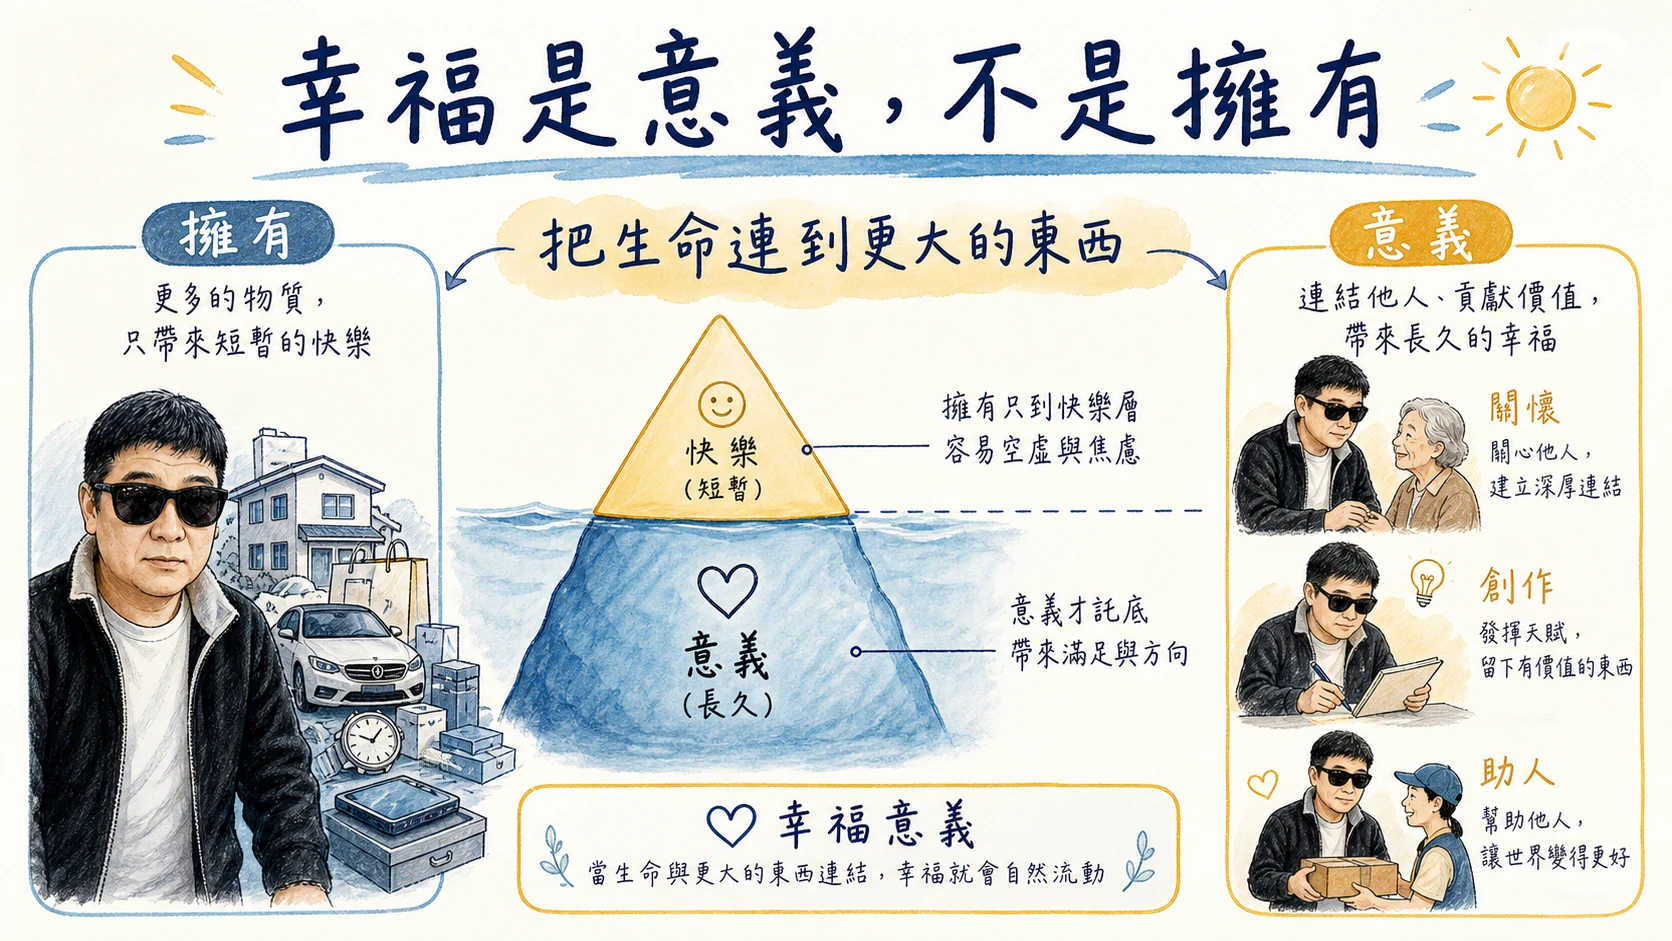 幸福是意義，不是擁有
擁有
更多的物質，
只帶來短暫的快樂
把生命連到更大的東西
快樂
（短暫）
擁有只到快樂層
容易空虛與焦慮
意義
（長久）
意義才託底
帶來滿足與方向
幸福意義
當生命與更大的東西連結，幸福就會自然流動
意義
連結他人、貢獻價值，
帶來長久的幸福
關懷
關心他人，
建立深厚連結
創作
發揮天賦，
留下有價值的東西
助人
幫助他人，
讓世界變得更好